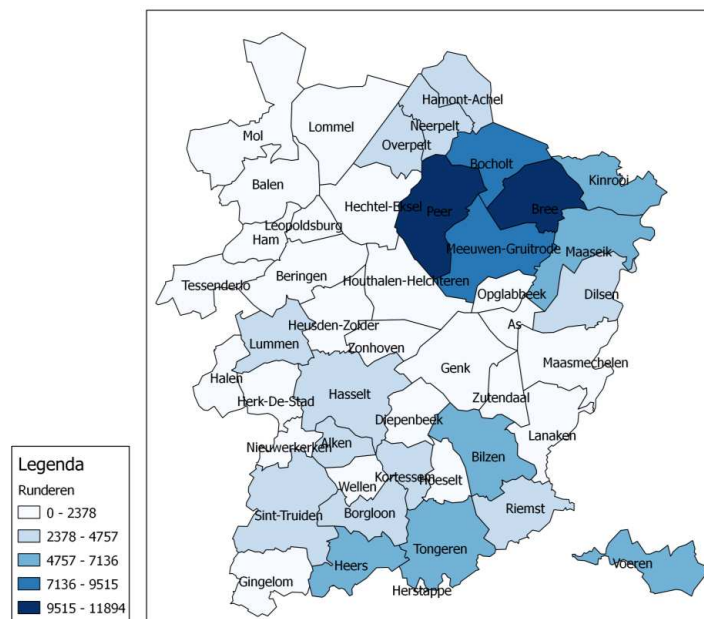 Hamont-Achel
Neerpelt
Lommel
Mol
Overpelt
Bocholt
Kinrooi
Balen
Hechtel-Eksel
Peer
Bree
Leopoldsburg
Ham
Meeuwen-Gruitrode
Maaseik
Tessenderlo
Beringen
Houthalen-Helchteren
Opglabbeek
Dilsen
Heusden-Zolder
As
Lummen
Zonhoven
Maasmechelen
Genk
Halen
Hasselt
Herk-De-Stad
Zutendaal
Diepenbeek
Lanaken
Alken
Nieuwerkerken
Bilzen
Kortessem
Hoeselt
Wellen
Riemst
Borgloon
Sint-Truiden
Tongeren
Voeren
Heers
Gingelom
Herstappe
Legenda
Runderen
0 - 2378
2378 - 4757
4757 - 7136
7136 - 9515
9515 - 11894